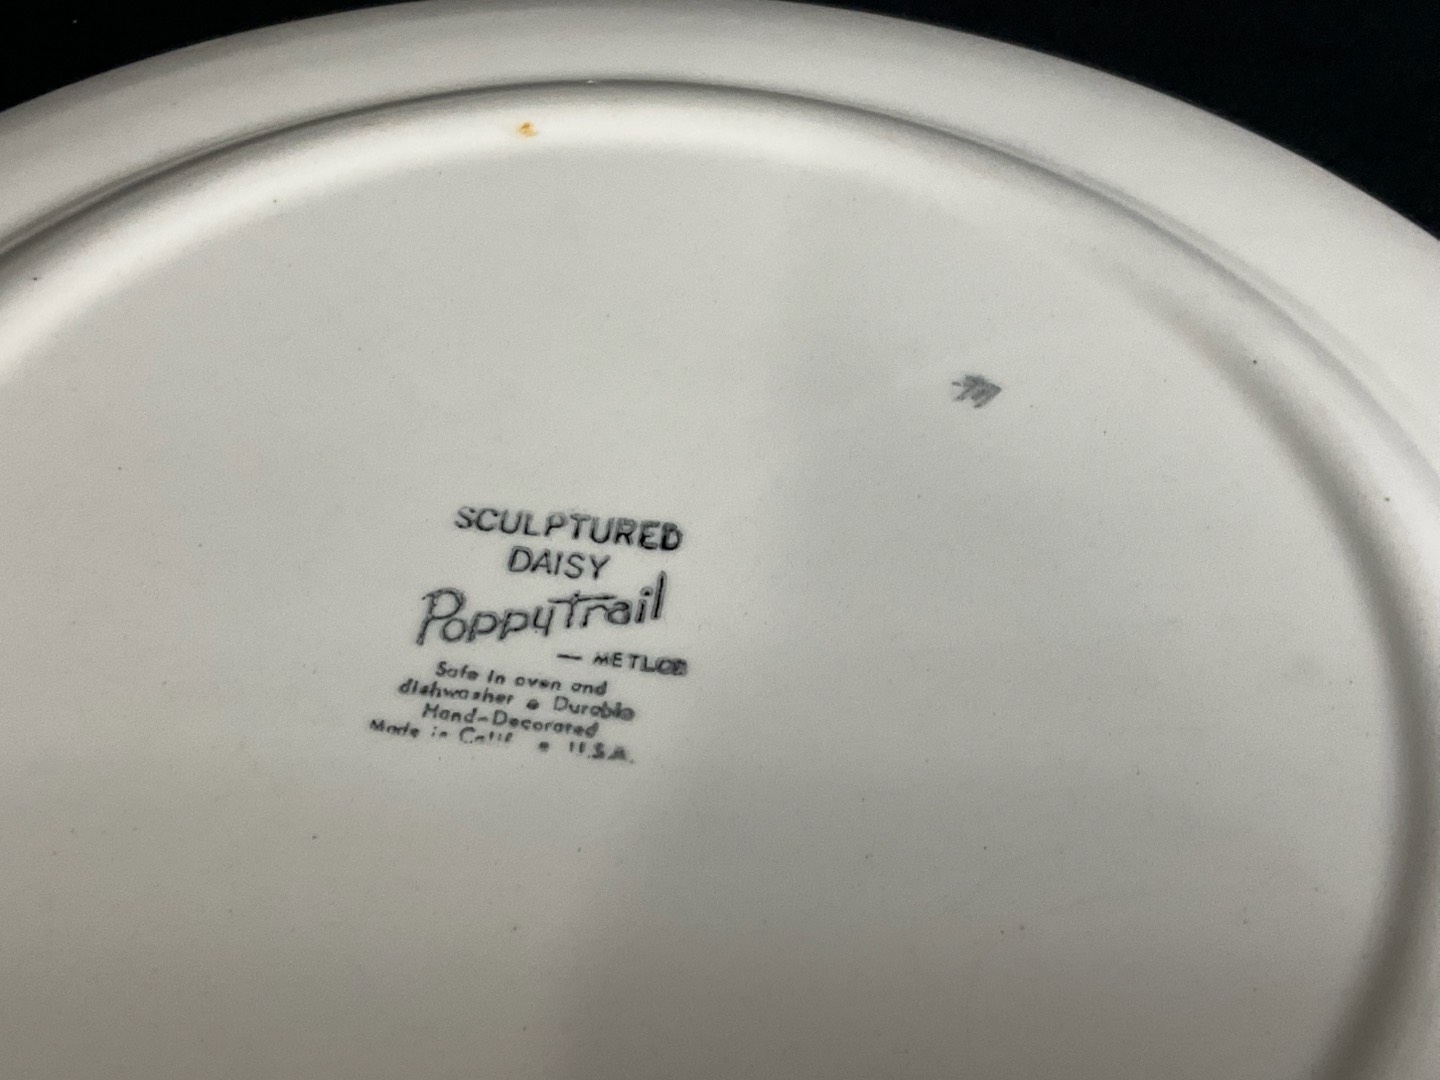 SCULPTURED
DAISY
Poppytrail
— METLOX
Safe in oven and
dishwasher • Durable
Hand-Decorated
Made in Calif. • U.S.A.